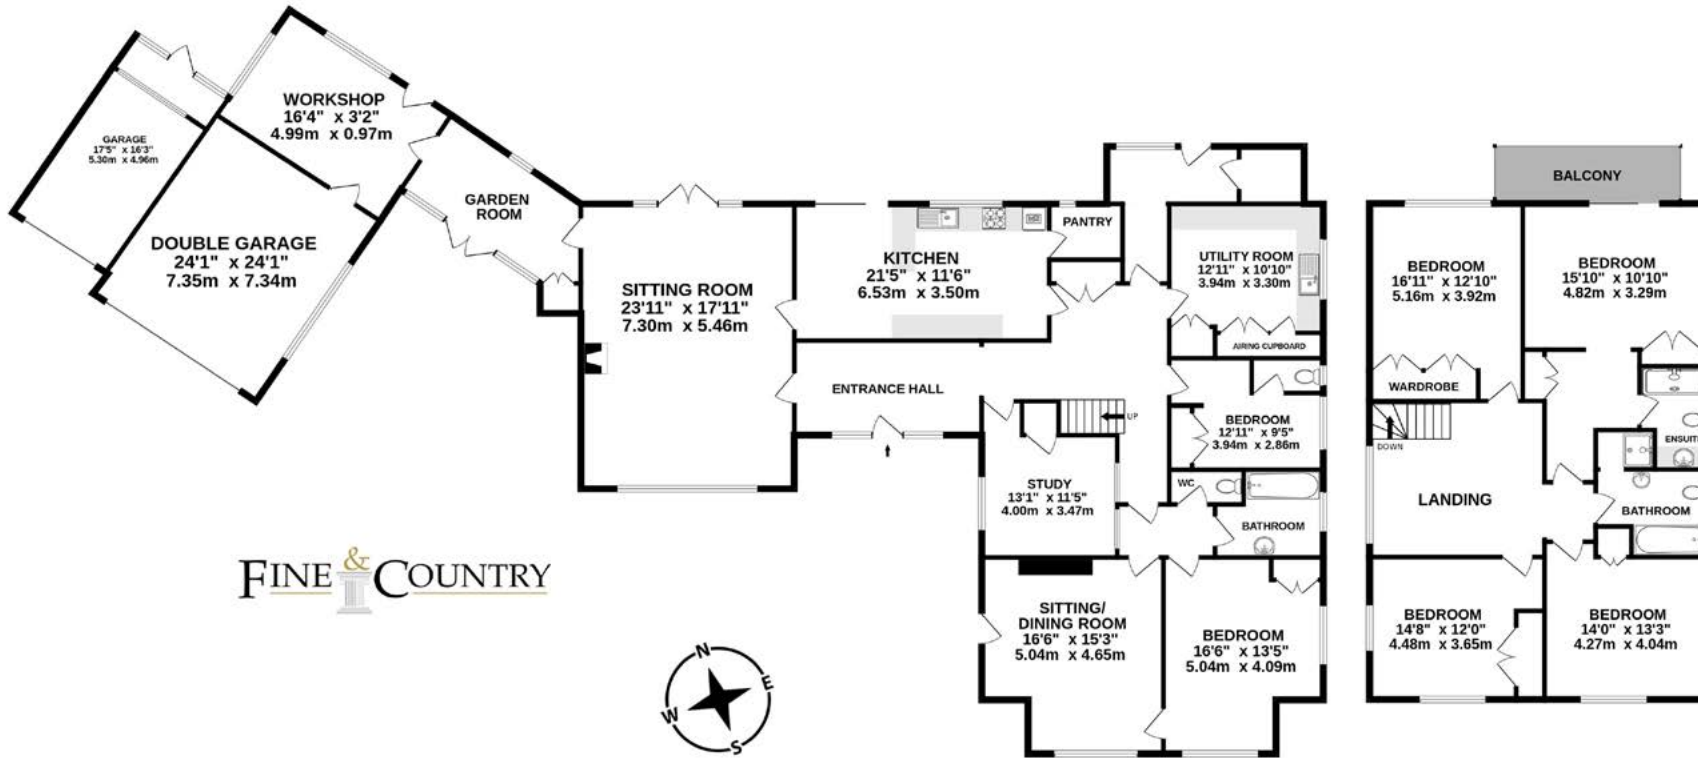 WORKSHOP
16'4" x 3'2"
4.99m x 0.97m
GARAGE
17'5" x 16'3"
5.30m x 4.96m
DOUBLE GARAGE
24'1" x 24'1"
7.35m x 7.34m
GARDEN
ROOM
SITTING ROOM
23'11" x 17'11"
7.30m x 5.46m
KITCHEN
21'5" x 11'6"
6.53m x 3.50m
PANTRY
UTILITY ROOM
12'11" x 10'10"
3.94m x 3.30m
AIRING CUPBOARD
ENTRANCE HALL
UP
BEDROOM
12'11" x 9'5"
3.94m x 2.86m
STUDY
13'1" x 11'5"
4.00m x 3.47m
WC
BATHROOM
SITTING/
DINING ROOM
16'6" x 15'3"
5.04m x 4.65m
BEDROOM
16'6" x 13'5"
5.04m x 4.09m
BALCONY
BEDROOM
16'11" x 12'10"
5.16m x 3.92m
BEDROOM
15'10" x 10'10"
4.82m x 3.29m
WARDROBE
DOWN
ENSUITE
LANDING
BATHROOM
BEDROOM
14'8" x 12'0"
4.48m x 3.65m
BEDROOM
14'0" x 13'3"
4.27m x 4.04m
FINE & COUNTRY
N
E
W
S